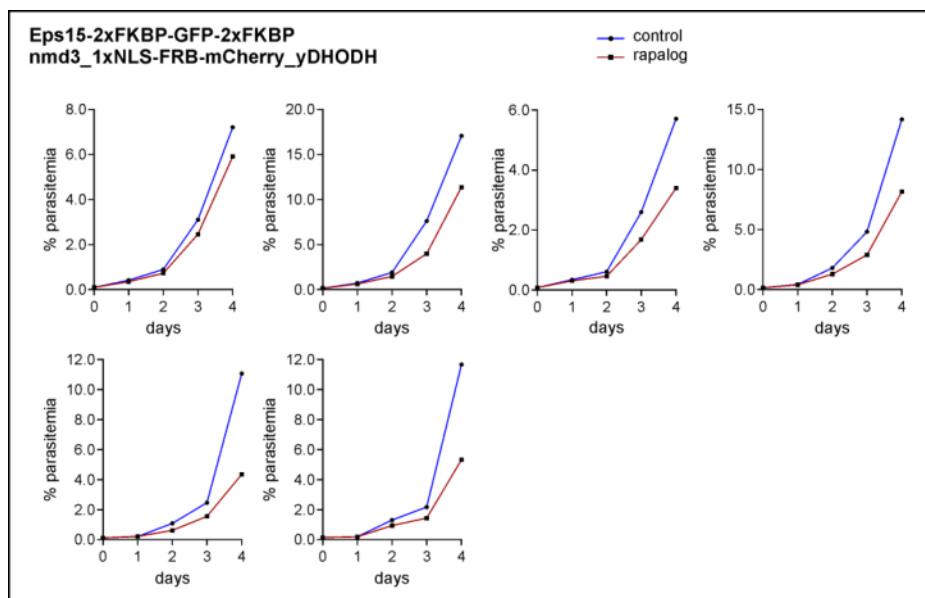 Eps15-2xFKBP-GFP-2xFKBP
nmd3_1xNLS-FRB-mCherry_yDHODH
control
rapalog
8.0
6.0
4.0
2.0
0.0
% parasitemia
0 1 2 3 4
days
20.0
15.0
10.0
5.0
0.0
% parasitemia
0 1 2 3 4
days
6.0
4.0
2.0
0.0
% parasitemia
0 1 2 3 4
days
15.0
10.0
5.0
0.0
% parasitemia
0 1 2 3 4
days
12.0
10.0
8.0
6.0
4.0
2.0
0.0
% parasitemia
0 1 2 3 4
days
12.0
10.0
8.0
6.0
4.0
2.0
0.0
% parasitemia
0 1 2 3 4
days